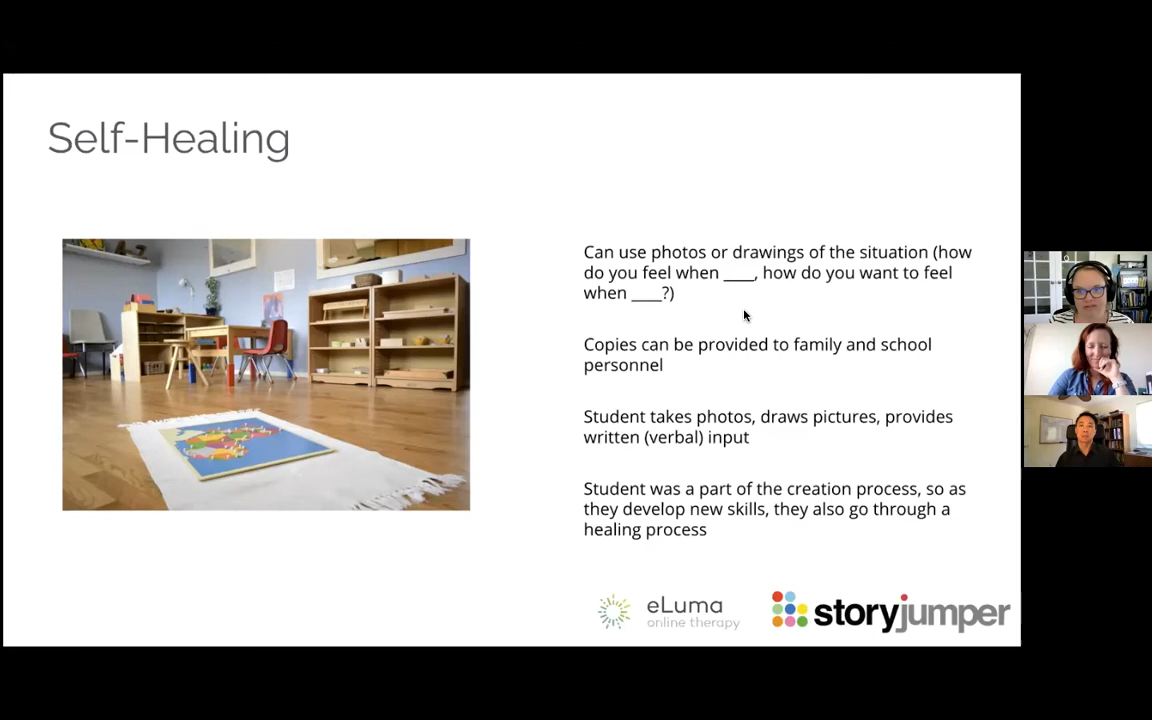 Self-Healing
Can use photos or drawings of the situation (how
do you feel when ____, how do you want to feel
when ____?)
Copies can be provided to family and school
personnel
Student takes photos, draws pictures, provides
written (verbal) input
Student was a part of the creation process, so as
they develop new skills, they also go through a
healing process
eLuma
online therapy
storyjumper